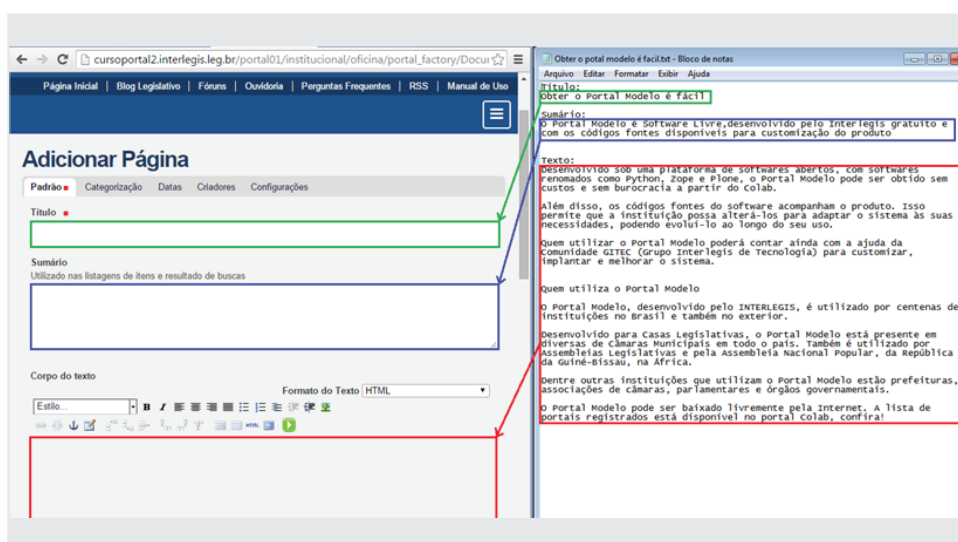 cursoportal2.interlegis.leg.br/portal01/institucional/oficina/portal_factory/Docur
Página Inicial | Blog Legislativo | Fóruns | Ouvidoria | Perguntas Frequentes | RSS | Manual de Uso
Adicionar Página
Padrão Categorização Datas Criadores Configurações
Título
Sumário
Utilizado nas listagens de itens e resultado de buscas
Corpo do texto
Formato do Texto HTML
Estilo...
B I
HTML
Obter o potal modelo é facil.txt - Bloco de notas
Arquivo Editar Formatar Exibir Ajuda
Título:
Obter o Portal Modelo é fácil
Sumário:
O Portal Modelo é Software Livre,desenvolvido pelo Interlegis gratuito e
com os códigos fontes disponíveis para customização do produto
Texto:
Desenvolvido sob uma plataforma de softwares abertos, com softwares
renomados como Python, Zope e Plone, o Portal Modelo pode ser obtido sem
custos e sem burocracia a partir do Colab.
Além disso, os códigos fontes do software acompanham o produto. Isso
permite que a instituição possa alterá-los para adaptar o sistema às suas
necessidades, podendo evoluí-lo ao longo do seu uso.
Quem utilizar o Portal Modelo poderá contar ainda com a ajuda da
Comunidade GITEC (Grupo Interlegis de Tecnologia) para customizar,
implantar e melhorar o sistema.
Quem utiliza o Portal Modelo
O Portal Modelo, desenvolvido pelo INTERLEGIS, é utilizado por centenas de
instituições no Brasil e também no exterior.
Desenvolvido para Casas Legislativas, o Portal Modelo está presente em
diversas de Câmaras Municipais em todo o país. Também é utilizado por
Assembleias Legislativas e pela Assembleia Nacional Popular, da República
da Guiné-Bissau, na África.
Dentre outras instituições que utilizam o Portal Modelo estão prefeituras,
associações de câmaras, parlamentares e órgãos governamentais.
O Portal Modelo pode ser baixado livremente pela Internet. A lista de
portais registrados está disponível no portal Colab, confira!